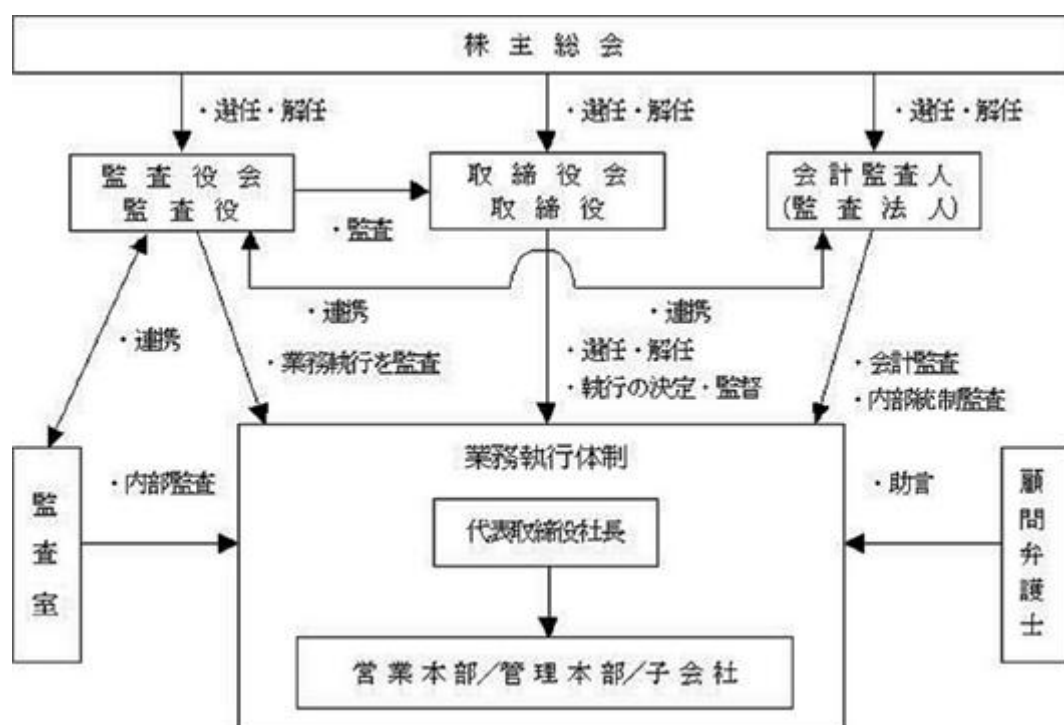 株主総会
・選任・解任
・選任・解任
・選任・解任
監査役会
監査役
取締役会
取締役
会計監査人
(監査法人)
・監査
・連携
・連携
・連携
・業務執行を監査
・選任・解任
・執行の決定・監督
・会計監査
・内部統制監査
監査室
・内部監査
業務執行体制
・助言
顧問弁護士
代表取締役社長
営業本部/管理本部/子会社